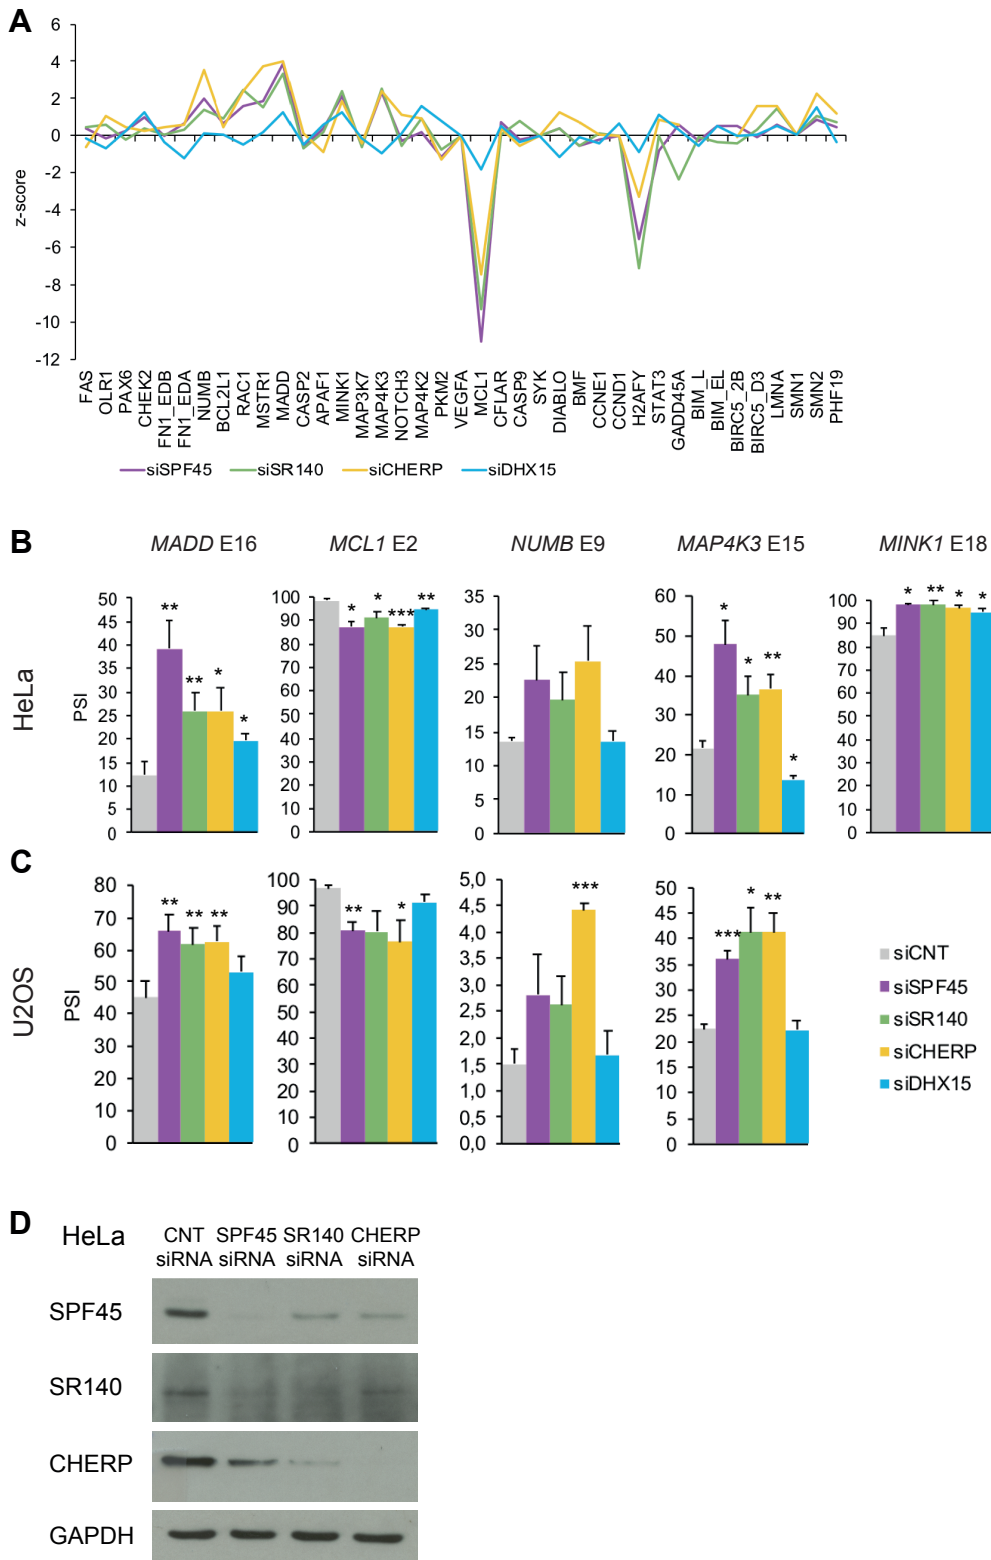 A
6
4
2
0
-2
-4
-6
-8
-10
-12
z-score
FAS
OLR1
PAX6
CHEK2
FN1_EDB
FN1_EDA
NUMB
BCL2L1
RAC1
MSTR1
MADD
CASP2
APAF1
MINK1
MAP3K7
MAP4K3
NOTCH3
MAP4K2
PKM2
VEGFA
MCL1
CFLAR
CASP9
SYK
DIABLO
BMF
CCNE1
CCND1
H2AFY
STAT3
GADD45A
BIM_L
BIM_EL
BIRC5_2B
BIRC5_D3
LMNA
SMN1
SMN2
PHF19
siSPF45 siSR140 siCHERP siDHX15
B
MADD E16 MCL1 E2 NUMB E9 MAP4K3 E15 MINK1 E18
HeLa
PSI
50
45
40
35
30
25
20
15
10
5
0
** ** * *
100
90
80
70
60
50
40
30
20
10
0
* * *** **
35
30
25
20
15
10
5
0
60
50
40
30
20
10
0
* * ** *
100
90
80
70
60
50
40
30
20
10
0
* ** * *
C
U2OS
PSI
80
70
60
50
40
30
20
10
0
** ** **
100
90
80
70
60
50
40
30
20
10
0
** *
5,0
4,5
4,0
3,5
3,0
2,5
2,0
1,5
1,0
0,5
0,0
***
50
45
40
35
30
25
20
15
10
5
0
*** * **
siCNT
siSPF45
siSR140
siCHERP
siDHX15
D
HeLa
CNT SPF45 SR140 CHERP
siRNA siRNA siRNA siRNA
SPF45
SR140
CHERP
GAPDH